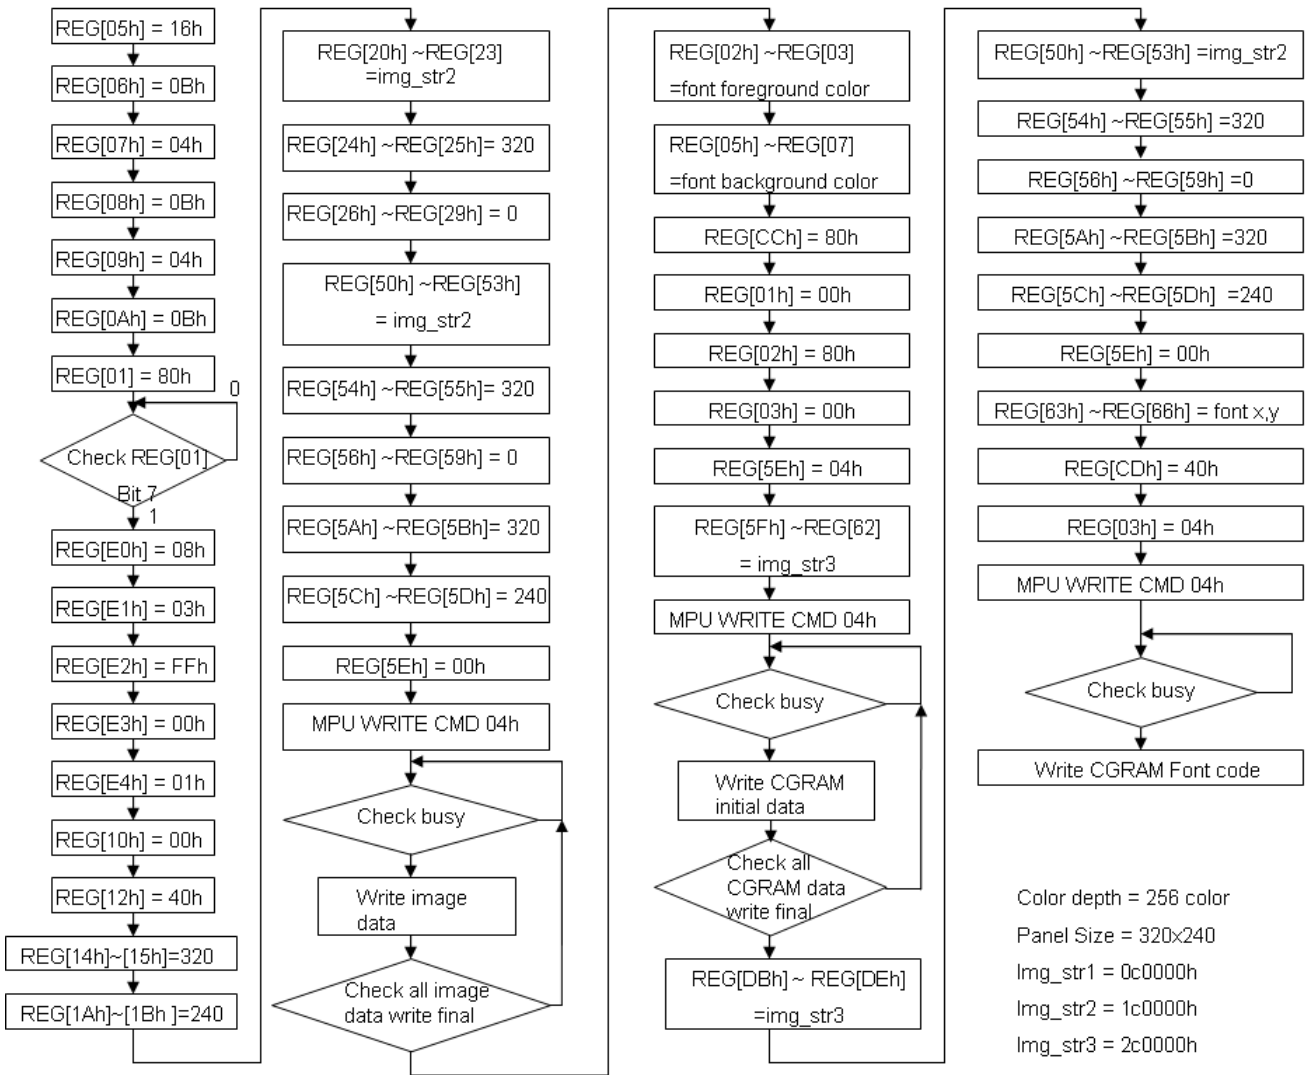 REG[05h] = 16h
REG[06h] = 0Bh
REG[07h] = 04h
REG[08h] = 0Bh
REG[09h] = 04h
REG[0Ah] = 0Bh
REG[01] = 80h
0
Check REG[01]
Bit 7
1
REG[E0h] = 08h
REG[E1h] = 03h
REG[E2h] = FFh
REG[E3h] = 00h
REG[E4h] = 01h
REG[10h] = 00h
REG[12h] = 40h
REG[14h]~[15h]=320
REG[1Ah]~[1Bh ]=240
REG[20h] ~REG[23]
=img_str2
REG[24h] ~REG[25h]= 320
REG[26h] ~REG[29h] = 0
REG[50h] ~REG[53h]
= img_str2
REG[54h] ~REG[55h]= 320
REG[56h] ~REG[59h] = 0
REG[5Ah] ~REG[5Bh]= 320
REG[5Ch] ~REG[5Dh] = 240
REG[5Eh] = 00h
MPU WRITE CMD 04h
Check busy
Write image
data
Check all image
data write final
REG[02h] ~REG[03]
=font foreground color
REG[05h] ~REG[07]
=font background color
REG[CCh] = 80h
REG[01h] = 00h
REG[02h] = 80h
REG[03h] = 00h
REG[5Eh] = 04h
REG[5Fh] ~REG[62]
= img_str3
MPU WRITE CMD 04h
Check busy
Write CGRAM
initial data
Check all
CGRAM data
write final
REG[DBh] ~ REG[DEh]
=img_str3
REG[50h] ~REG[53h] =img_str2
REG[54h] ~REG[55h] =320
REG[56h] ~REG[59h] =0
REG[5Ah] ~REG[5Bh] =320
REG[5Ch] ~REG[5Dh] =240
REG[5Eh] = 00h
REG[63h] ~REG[66h] = font x,y
REG[CDh] = 40h
REG[03h] = 04h
MPU WRITE CMD 04h
Check busy
Write CGRAM Font code
Color depth = 256 color
Panel Size = 320x240
Img_str1 = 0c0000h
Img_str2 = 1c0000h
Img_str3 = 2c0000h